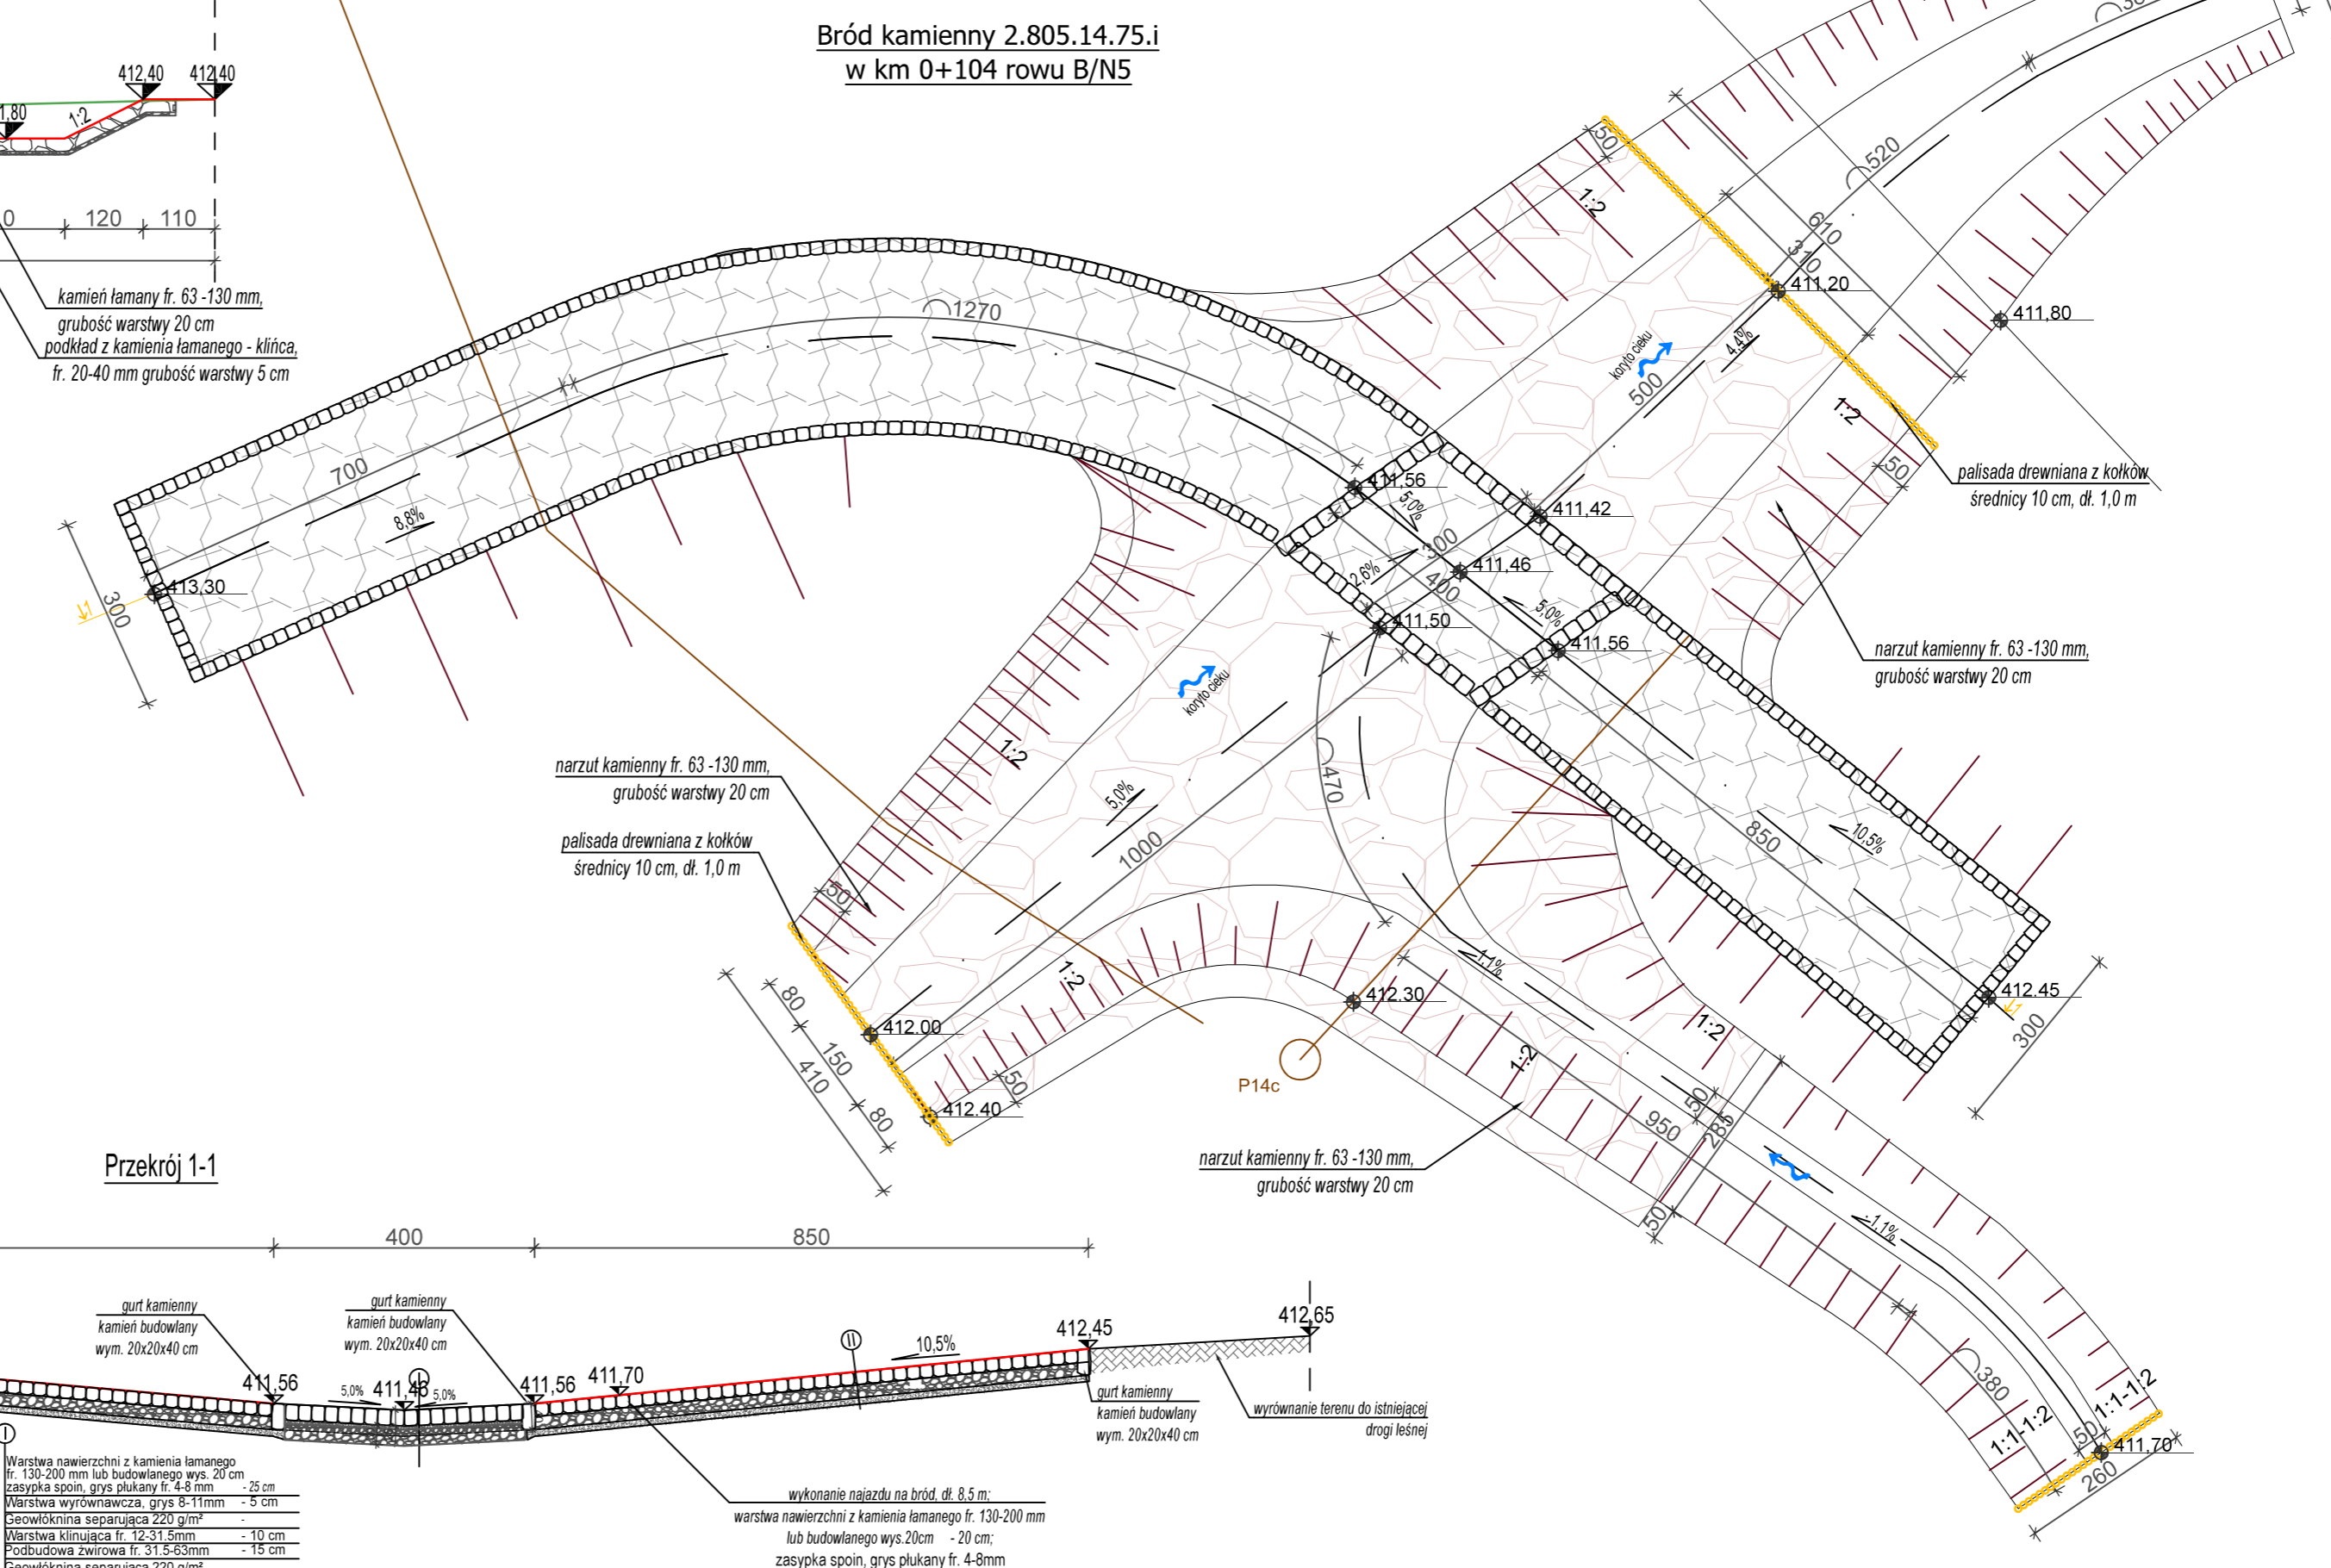 Bród kamienny 2.805.14.75.i
w km 0+104 rowu B/N5
412,40
412,40
1,80
1:2
0
120
110
kamień łamany fr. 63 -130 mm,
grubość warstwy 20 cm
podkład z kamienia łamanego - klińca,
fr. 20-40 mm grubość warstwy 5 cm
50
1:2
520
610
310
411,20
411,80
4,4%
koryto cieku
500
1:2
50
palisada drewniana z kołków
średnicy 10 cm, dł. 1,0 m
1270
700
8,8%
413,30
1
300
411,56
5,0%
411,42
300
411,46
2,6%
400
5,0%
411,50
411,56
narzut kamienny fr. 63 -130 mm,
grubość warstwy 20 cm
koryto cieku
1:2
narzut kamienny fr. 63 -130 mm,
grubość warstwy 20 cm
470
5,0%
1000
850
10,5%
palisada drewniana z kołków
średnicy 10 cm, dł. 1,0 m
50
1,1%
412.45
1
300
1:2
412.30
1:2
412.00
80
150
410
80
50
412.40
P14c
1:2
50
285
950
50
narzut kamienny fr. 63 -130 mm,
grubość warstwy 20 cm
1,1%
380
1:1-1:2
1:1-1:2
50
411,70
260
Przekrój 1-1
400
850
gurt kamienny
kamień budowlany
wym. 20x20x40 cm
gurt kamienny
kamień budowlany
wym. 20x20x40 cm
411,56
5,0%
5,0%
411,56
411,70
II
10,5%
412,45
412,65
gurt kamienny
kamień budowlany
wym. 20x20x40 cm
wyrównanie terenu do istniejącej
drogi leśnej
I
Warstwa nawierzchni z kamienia łamanego
fr. 130-200 mm lub budowlanego wys. 20 cm
zasypka spoin, grys płukany fr. 4-8 mm - 25 cm
Warstwa wyrównawcza, grys 8-11mm - 5 cm
Geowłóknina separująca 220 g/m² -
Warstwa klinująca fr. 12-31.5mm - 10 cm
Podbudowa żwirowa fr. 31.5-63mm - 15 cm
Geowłóknina separująca 220 g/m²
wykonanie najazdu na bród, dł. 8,5 m;
warstwa nawierzchni z kamienia łamanego fr. 130-200 mm
lub budowlanego wys.20cm - 20 cm;
zasypka spoin, grys płukany fr. 4-8mm